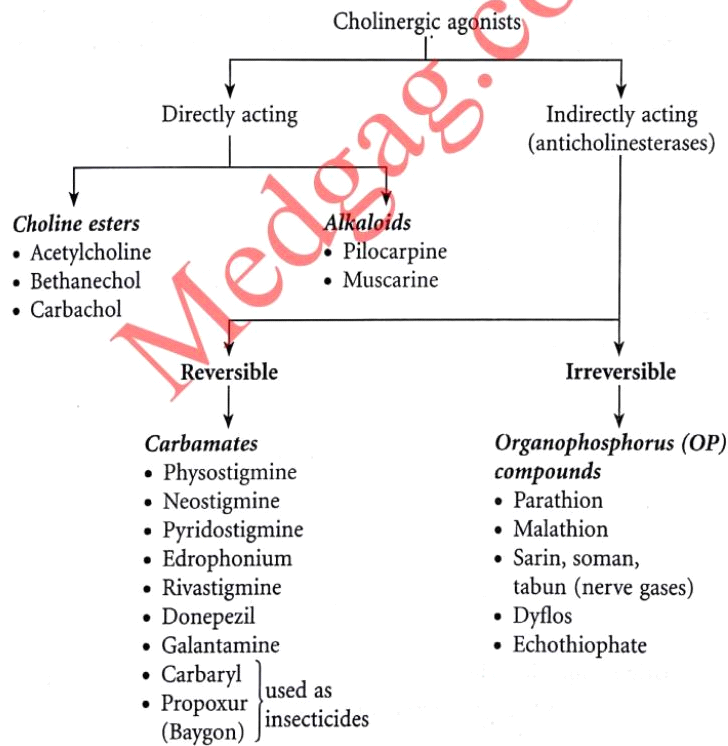 Cholinergic agonists
Directly acting
Indirectly acting
(anticholinesterases)
Choline esters
• Acetylcholine
• Bethanechol
• Carbachol
Alkaloids
• Pilocarpine
• Muscarine
Reversible
Irreversible
Carbamates
• Physostigmine
• Neostigmine
• Pyridostigmine
• Edrophonium
• Rivastigmine
• Donepezil
• Galantamine
• Carbaryl
• Propoxur
(Baygon)
used as
insecticides
Organophosphorus (OP)
compounds
• Parathion
• Malathion
• Sarin, soman,
tabun (nerve gases)
• Dyflos
• Echothiophate
Medgag.co